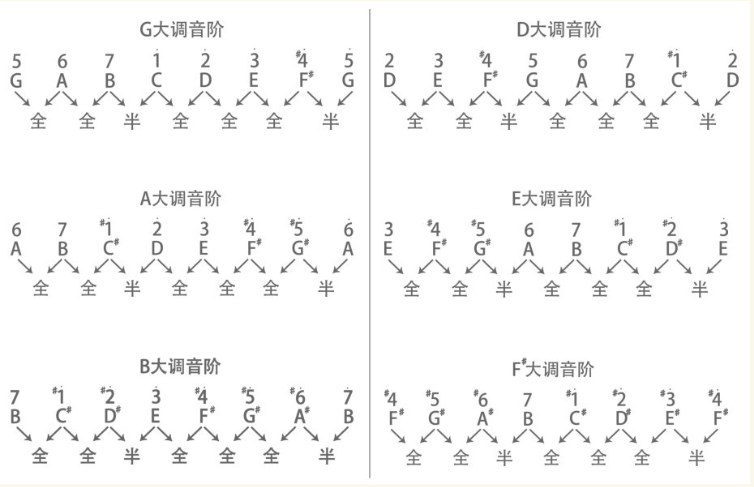 G大调音阶
5 6 7 1̇ 2̇ 3̇ #4̇ 5̇
G A B C D E F# G
全 全 半 全 全 全 半
D大调音阶
2 3 #4 5 6 7 #1̇ 2̇
D E F# G A B C# D
全 全 半 全 全 全 半
A大调音阶
6 7 #1̇ 2̇ 3̇ #4̇ #5̇ 6̇
A B C# D E F# G# A
全 全 半 全 全 全 半
E大调音阶
3 #4 #5 6 7 #1̇ #2̇ 3̇
E F# G# A B C# D# E
全 全 半 全 全 全 半
B大调音阶
7 #1̇ #2̇ 3̇ #4̇ #5̇ #6̇ 7̇
B C# D# E F# G# A# B
全 全 半 全 全 全 半
F#大调音阶
#4 #5 #6 7 #1̇ #2̇ #3̇ #4̇
F# G# A# B C# D# E# F#
全 全 半 全 全 全 半